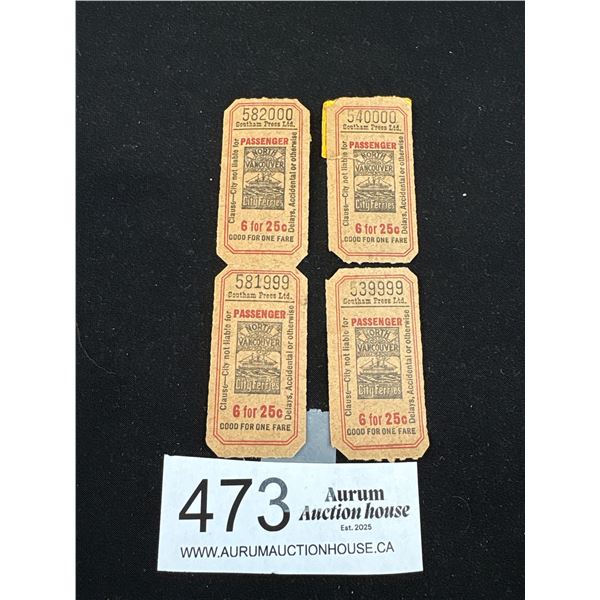 582000
Southam Press Ltd.
PASSENGER
Clause—City not liable for
Delays, Accidental or otherwise
NORTH
VANCOUVER
City Ferries
6 for 25c
GOOD FOR ONE FARE
540000
Southam Press Ltd.
PASSENGER
Clause—City not liable for
Delays, Accidental or otherwise
NORTH
VANCOUVER
City Ferries
6 for 25c
GOOD FOR ONE FARE
581999
Southam Press Ltd.
PASSENGER
Clause—City not liable for
Delays, Accidental or otherwise
NORTH
VANCOUVER
City Ferries
6 for 25c
GOOD FOR ONE FARE
539999
Southam Press Ltd.
PASSENGER
Clause—City not liable for
Delays, Accidental or otherwise
NORTH
VANCOUVER
City Ferries
6 for 25c
GOOD FOR ONE FARE
473
Aurum
Auction house
Est. 2025
WWW.AURUMAUCTIONHOUSE.CA